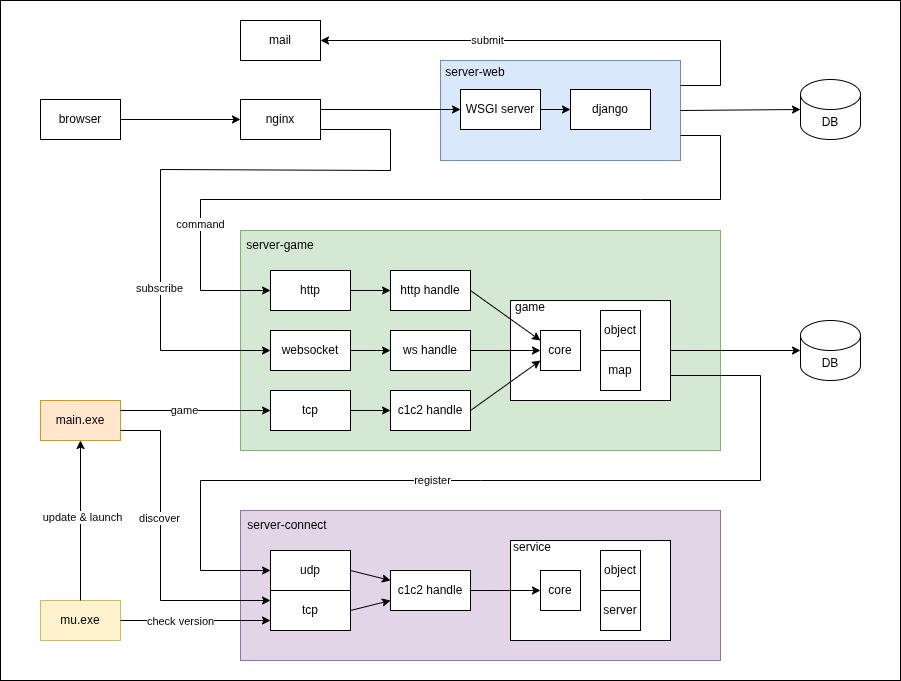 mail
submit
server-web
browser
nginx
WSGI server
django
DB
command
server-game
subscribe
http
http handle
game
object
websocket
ws handle
core
map
DB
main.exe
game
tcp
c1c2 handle
register
update & launch
discover
server-connect
service
udp
object
c1c2 handle
core
tcp
server
mu.exe
check version